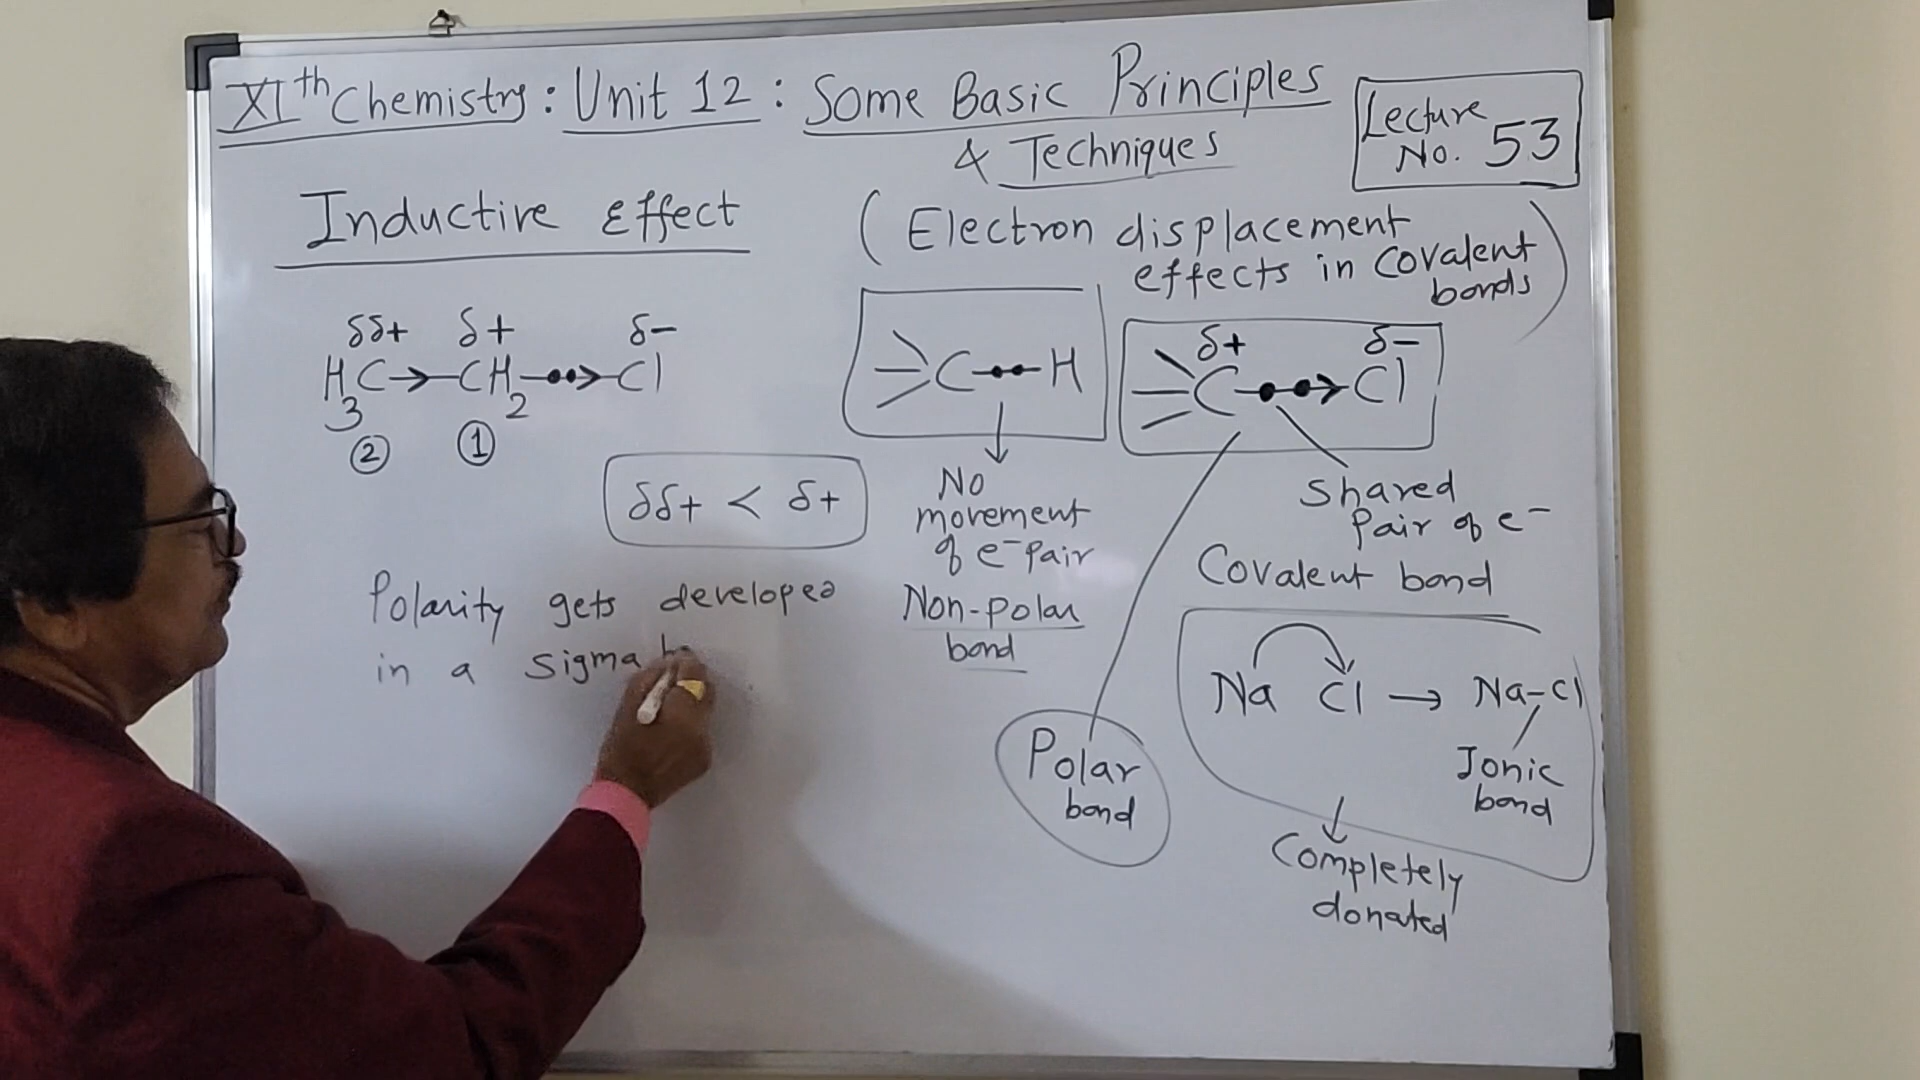 XIth Chemistry : Unit 12 : Some Basic Principles
& Techniques
Lecture
No. 53
Inductive Effect
(Electron displacement
effects in covalent
bonds)
δδ+ δ+ δ-
H3C→-CH2-••>-Cl
② ①
δδ+ < δ+
Polarity gets developed
in a sigma
C-••-H
No
movement
of e- pair
Non-polar
bond
δ+ δ-
C-•-•->Cl
Shared
Pair of e-
Covalent bond
Polar
bond
Na Cl → Na-Cl
Ionic
bond
Completely
donated